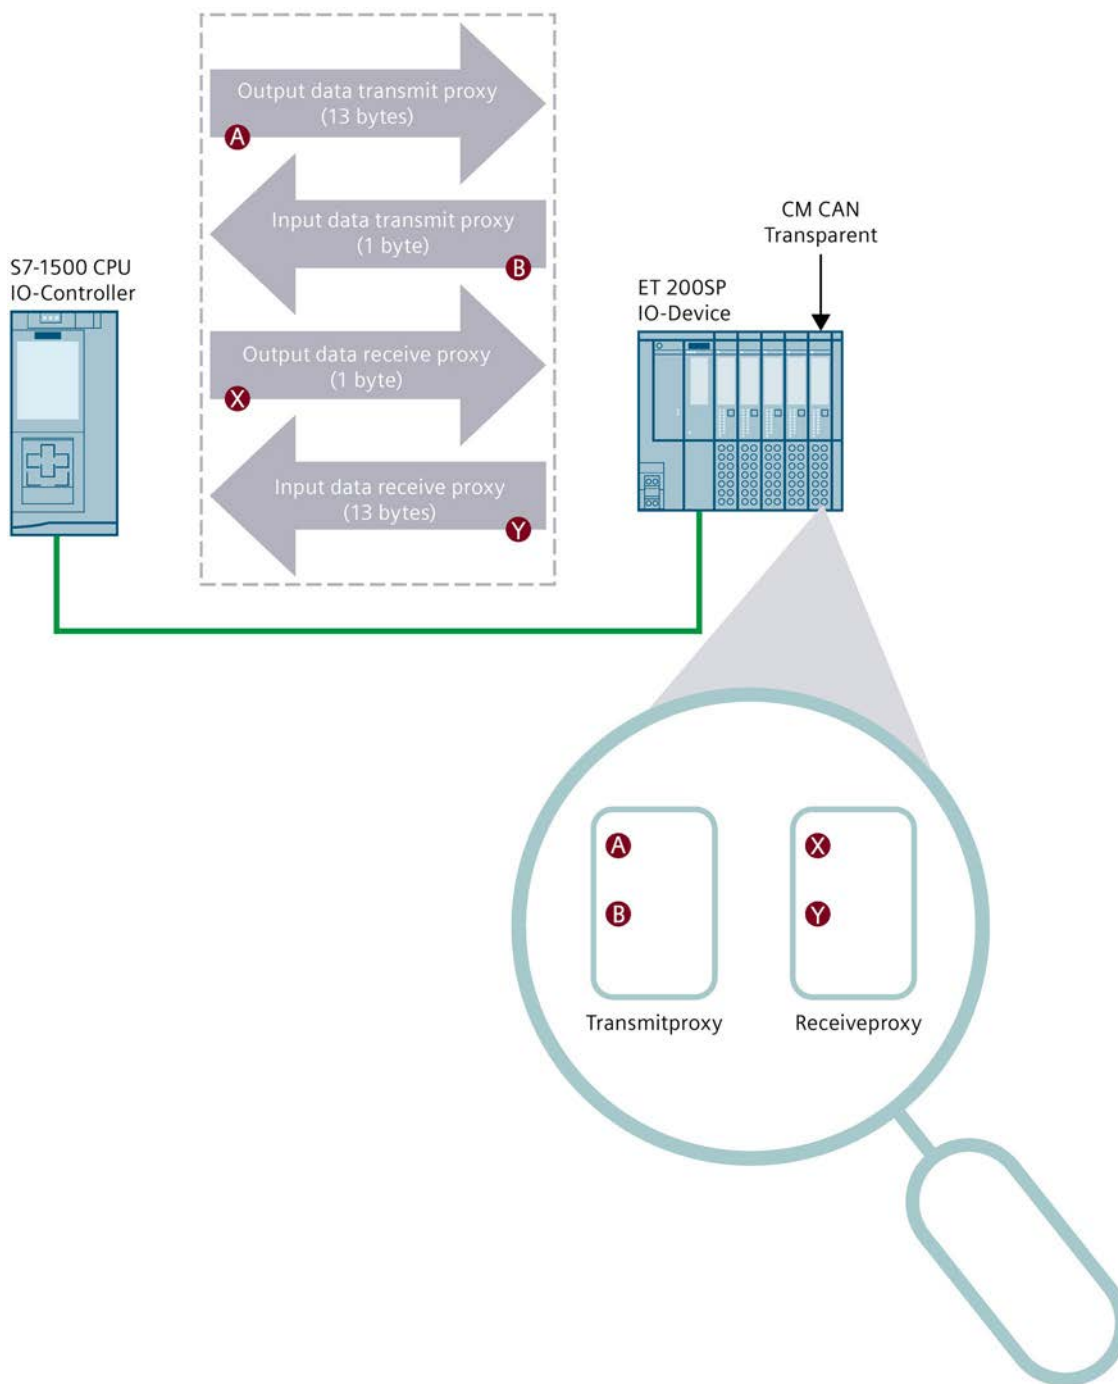 Output data transmit proxy
(13 bytes)
A
Input data transmit proxy
(1 byte)
B
CM CAN
Transparent
S7-1500 CPU
IO-Controller
ET 200SP
IO-Device
Output data receive proxy
(1 byte)
X
Input data receive proxy
(13 bytes)
Y
A
X
B
Y
Transmitproxy
Receiveproxy